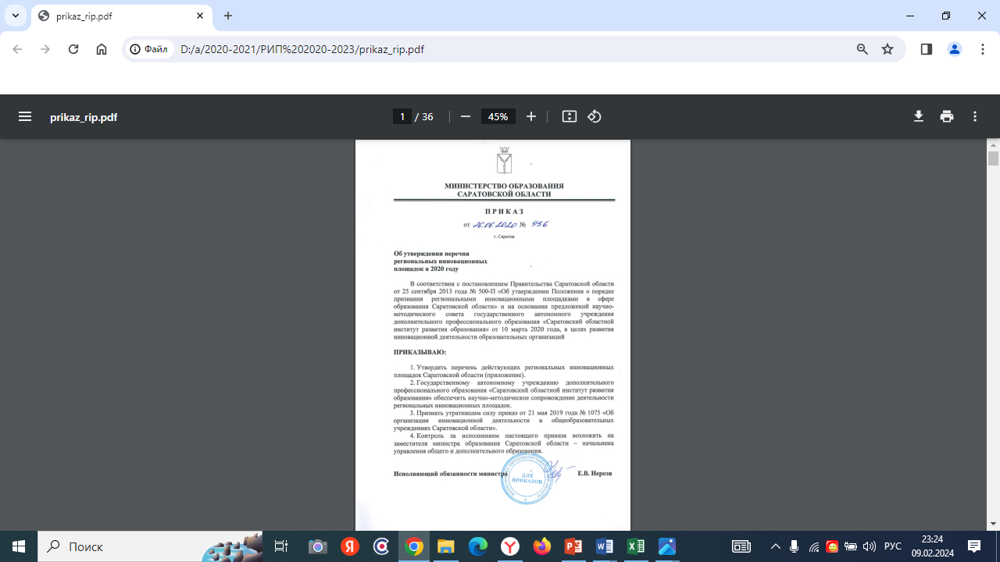 prikaz_rip.pdf
Файл
D:/a/2020-2021/РИП%202020-2023/prikaz_rip.pdf
prikaz_rip.pdf
1 / 36
45%
МИНИСТЕРСТВО ОБРАЗОВАНИЯ
САРАТОВСКОЙ ОБЛАСТИ
П Р И К А З
от 26.06.2020 № 936
г. Саратов
Об утверждении перечня
региональных инновационных
площадок в 2020 году
В соответствии с постановлением Правительства Саратовской области
от 25 сентября 2013 года № 500-П «Об утверждении Положения о порядке
признания региональными инновационными площадками в сфере
образования Саратовской области» и на основании предложений научно-
методического совета государственного автономного учреждения
дополнительного профессионального образования «Саратовский областной
институт развития образования» от 10 марта 2020 года, в целях развития
инновационной деятельности образовательных организаций
ПРИКАЗЫВАЮ:
1. Утвердить перечень действующих региональных инновационных
площадок Саратовской области (приложение).
2. Государственному автономному учреждению дополнительного
профессионального образования «Саратовский областной институт развития
образования» обеспечить научно-методическое сопровождение деятельности
региональных инновационных площадок.
3. Признать утратившим силу приказ от 21 мая 2019 года № 1075 «Об
организации инновационной деятельности в общеобразовательных
учреждениях Саратовской области».
4. Контроль за исполнением настоящего приказа возложить на
заместителя министра образования Саратовской области – начальника
управления общего и дополнительного образования.
Исполняющий обязанности министра
Е.В. Нерозя
ДЛЯ
ПРИКАЗОВ
Поиск
РУС
23:24
09.02.2024